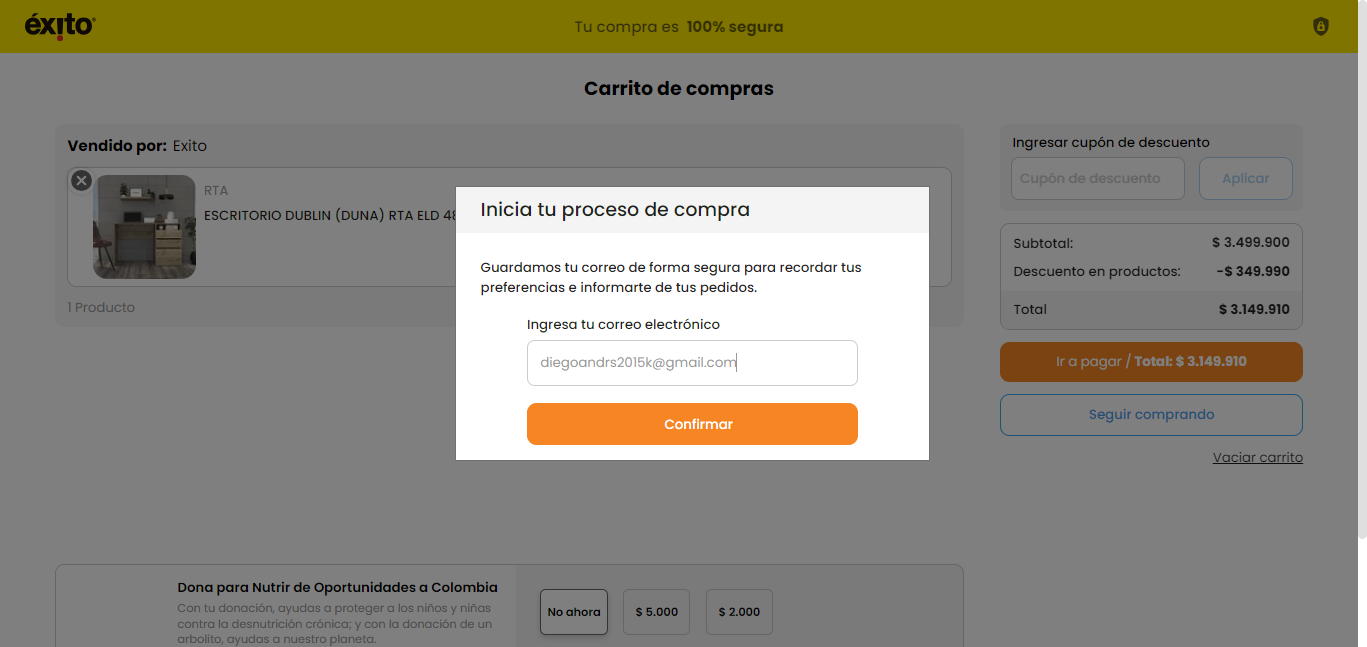 éxito
Tu compra es 100% segura
Carrito de compras
Vendido por: Exito
RTA
ESCRITORIO DUBLIN (DUNA) RTA ELD 48
1 Producto
Inicia tu proceso de compra
Guardamos tu correo de forma segura para recordar tus
preferencias e informarte de tus pedidos.
Ingresa tu correo electrónico
diegoandrs2015k@gmail.com
Confirmar
Ingresar cupón de descuento
Cupón de descuento
Aplicar
Subtotal: $ 3.499.900
Descuento en productos: -$ 349.990
Total $ 3.149.910
Ir a pagar / Total: $ 3.149.910
Seguir comprando
Vaciar carrito
Dona para Nutrir de Oportunidades a Colombia
Con tu donación, ayudas a proteger a los niños y niñas
contra la desnutrición crónica; y con la donación de un
arbolito, ayudas a nuestro planeta.
No ahora
$ 5.000
$ 2.000